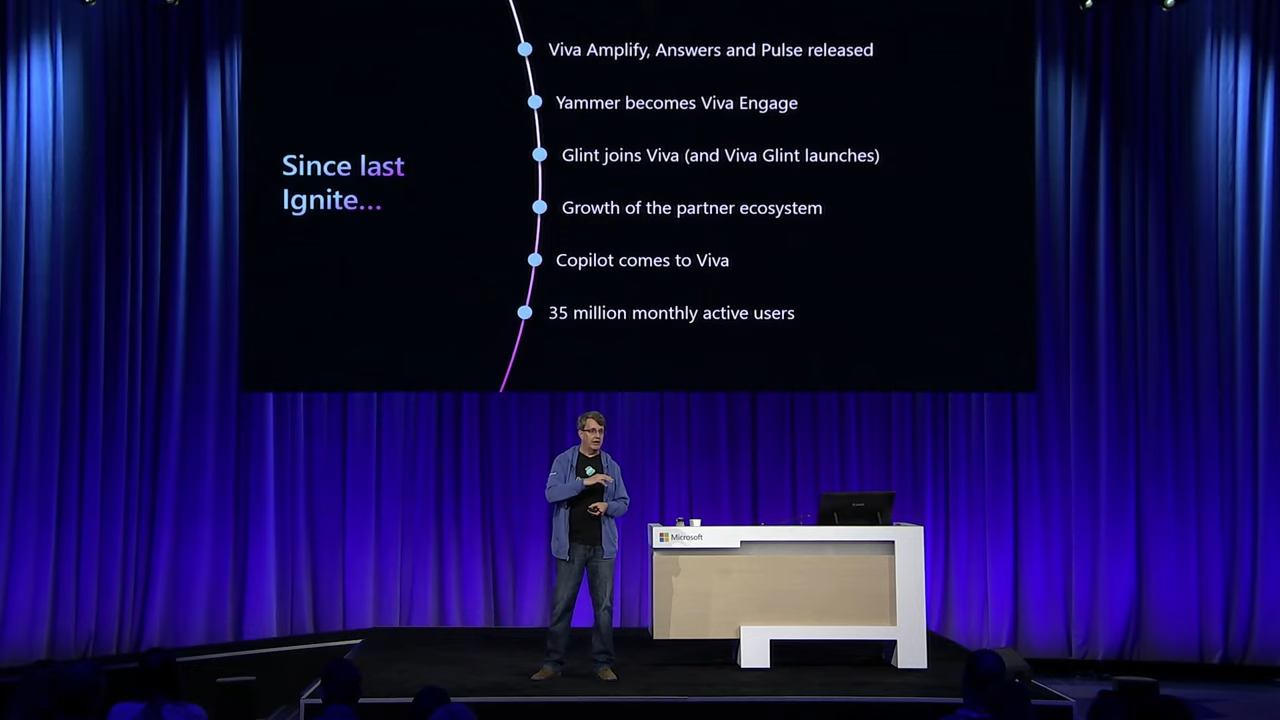 Viva Amplify, Answers and Pulse released
Yammer becomes Viva Engage
Since last
Ignite...
Glint joins Viva (and Viva Glint launches)
Growth of the partner ecosystem
Copilot comes to Viva
35 million monthly active users
Microsoft